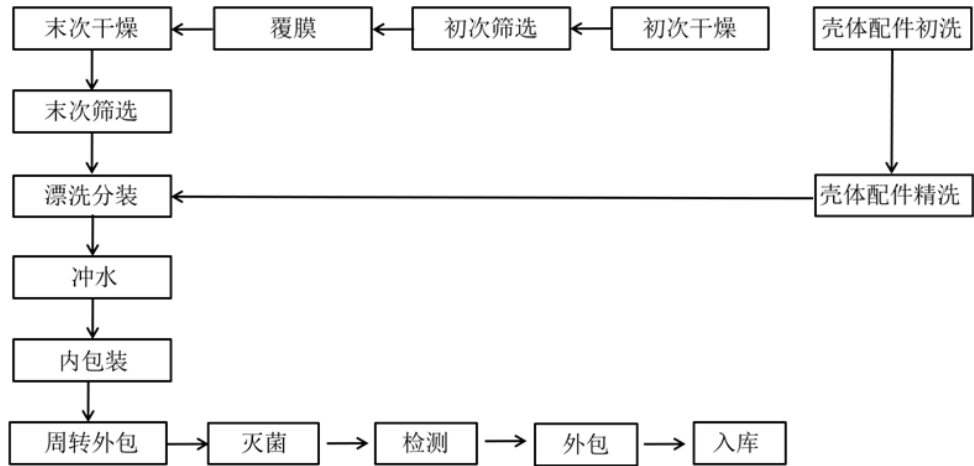 末次干燥
覆膜
初次筛选
初次干燥
壳体配件初洗
末次筛选
漂洗分装
壳体配件精洗
冲水
内包装
周转外包
灭菌
检测
外包
入库